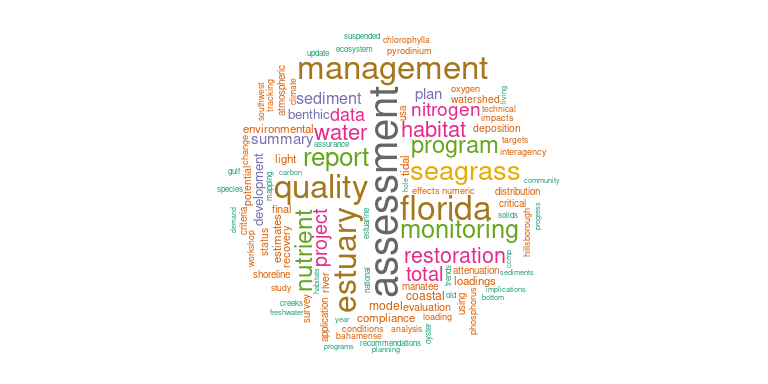 suspended
chlorophylla
ecosystem
pyrodinium
update
management
atmospheric
climate
tracking
southwest
sediment
plan
oxygen
living
watershed
benthic
data
usa
nitrogen
technical
impacts
environmental
water
habitat
deposition
summary
assurance
program
targets
change
light
report
tidal
interagency
gulf
carbon
seagrass
community
species
potential
mapping
quality
hole
effects
numeric
distribution
development
assessment
florida
critical
final
demand
criteria
estimates
nutrient
project
estuary
estuarine
monitoring
solids
progress
hillsborough
workshop
status
recovery
restoration
comp
shoreline
habitats
river
national
total
trends
attenuation
sediments
study
manatee
loadings
implications
creeks
survey
coastal
old
using
bottom
phosphorus
freshwater
application
year
model
evaluation
compliance
loading
conditions
analysis
oyster
bahamense
recommendations
programs
planning